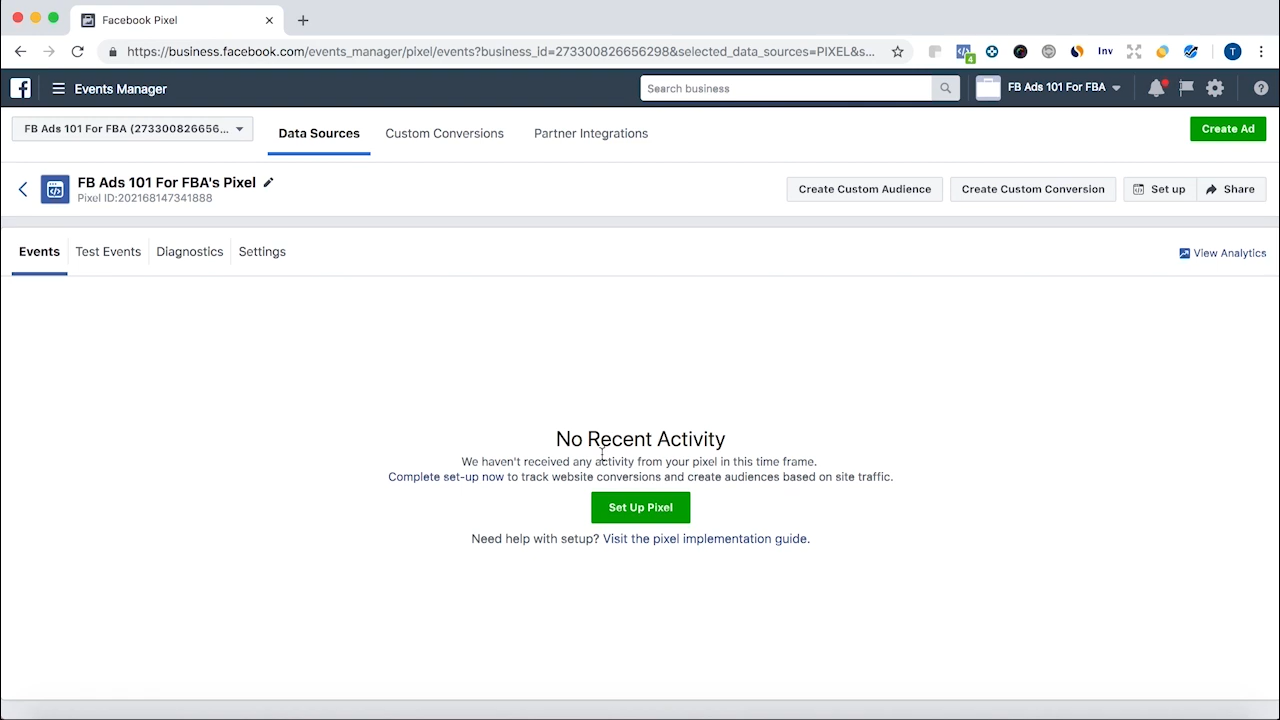 Facebook Pixel
https://business.facebook.com/events_manager/pixel/events?business_id=273300826656298&selected_data_sources=PIXEL&s...
4
Inv
T
Events Manager
Search business
FB Ads 101 For FBA
FB Ads 101 For FBA (273300826656...
Data Sources
Custom Conversions
Partner Integrations
Create Ad
FB Ads 101 For FBA's Pixel
Pixel ID:202168147341888
Create Custom Audience
Create Custom Conversion
Set up
Share
Events
Test Events
Diagnostics
Settings
View Analytics
No Recent Activity
We haven't received any activity from your pixel in this time frame.
Complete set-up now to track website conversions and create audiences based on site traffic.
Set Up Pixel
Need help with setup? Visit the pixel implementation guide.